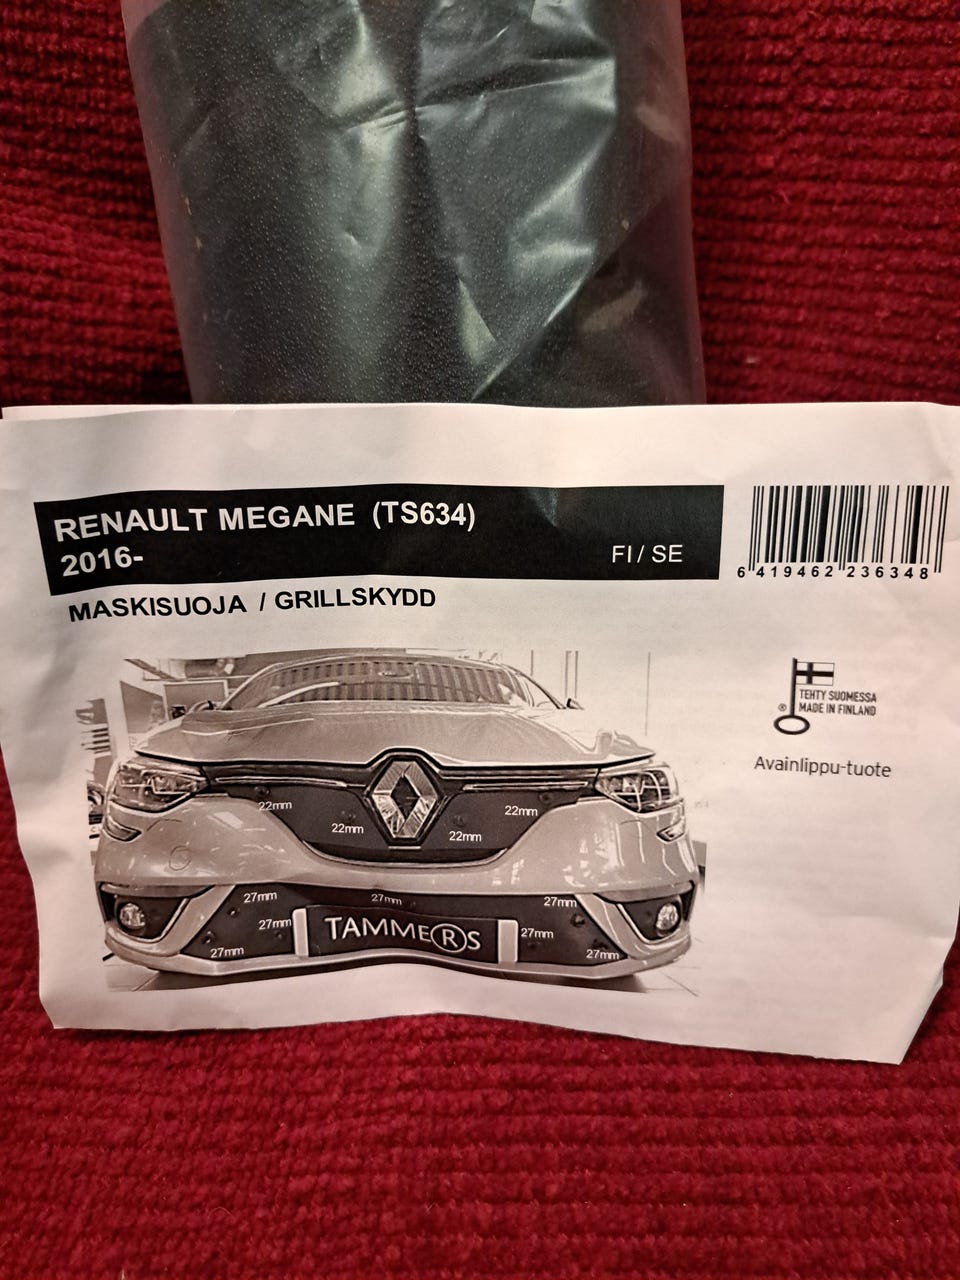 RENAULT MEGANE (TS634)
2016-
FI / SE
MASKISUOJA / GRILLSKYDD
6 419462 236348
TEHTY SUOMESSA
® MADE IN FINLAND
Avainlippu-tuote
22mm
22mm
22mm
22mm
27mm
27mm
27mm
27mm
27mm
27mm
27mm
TAMMERS